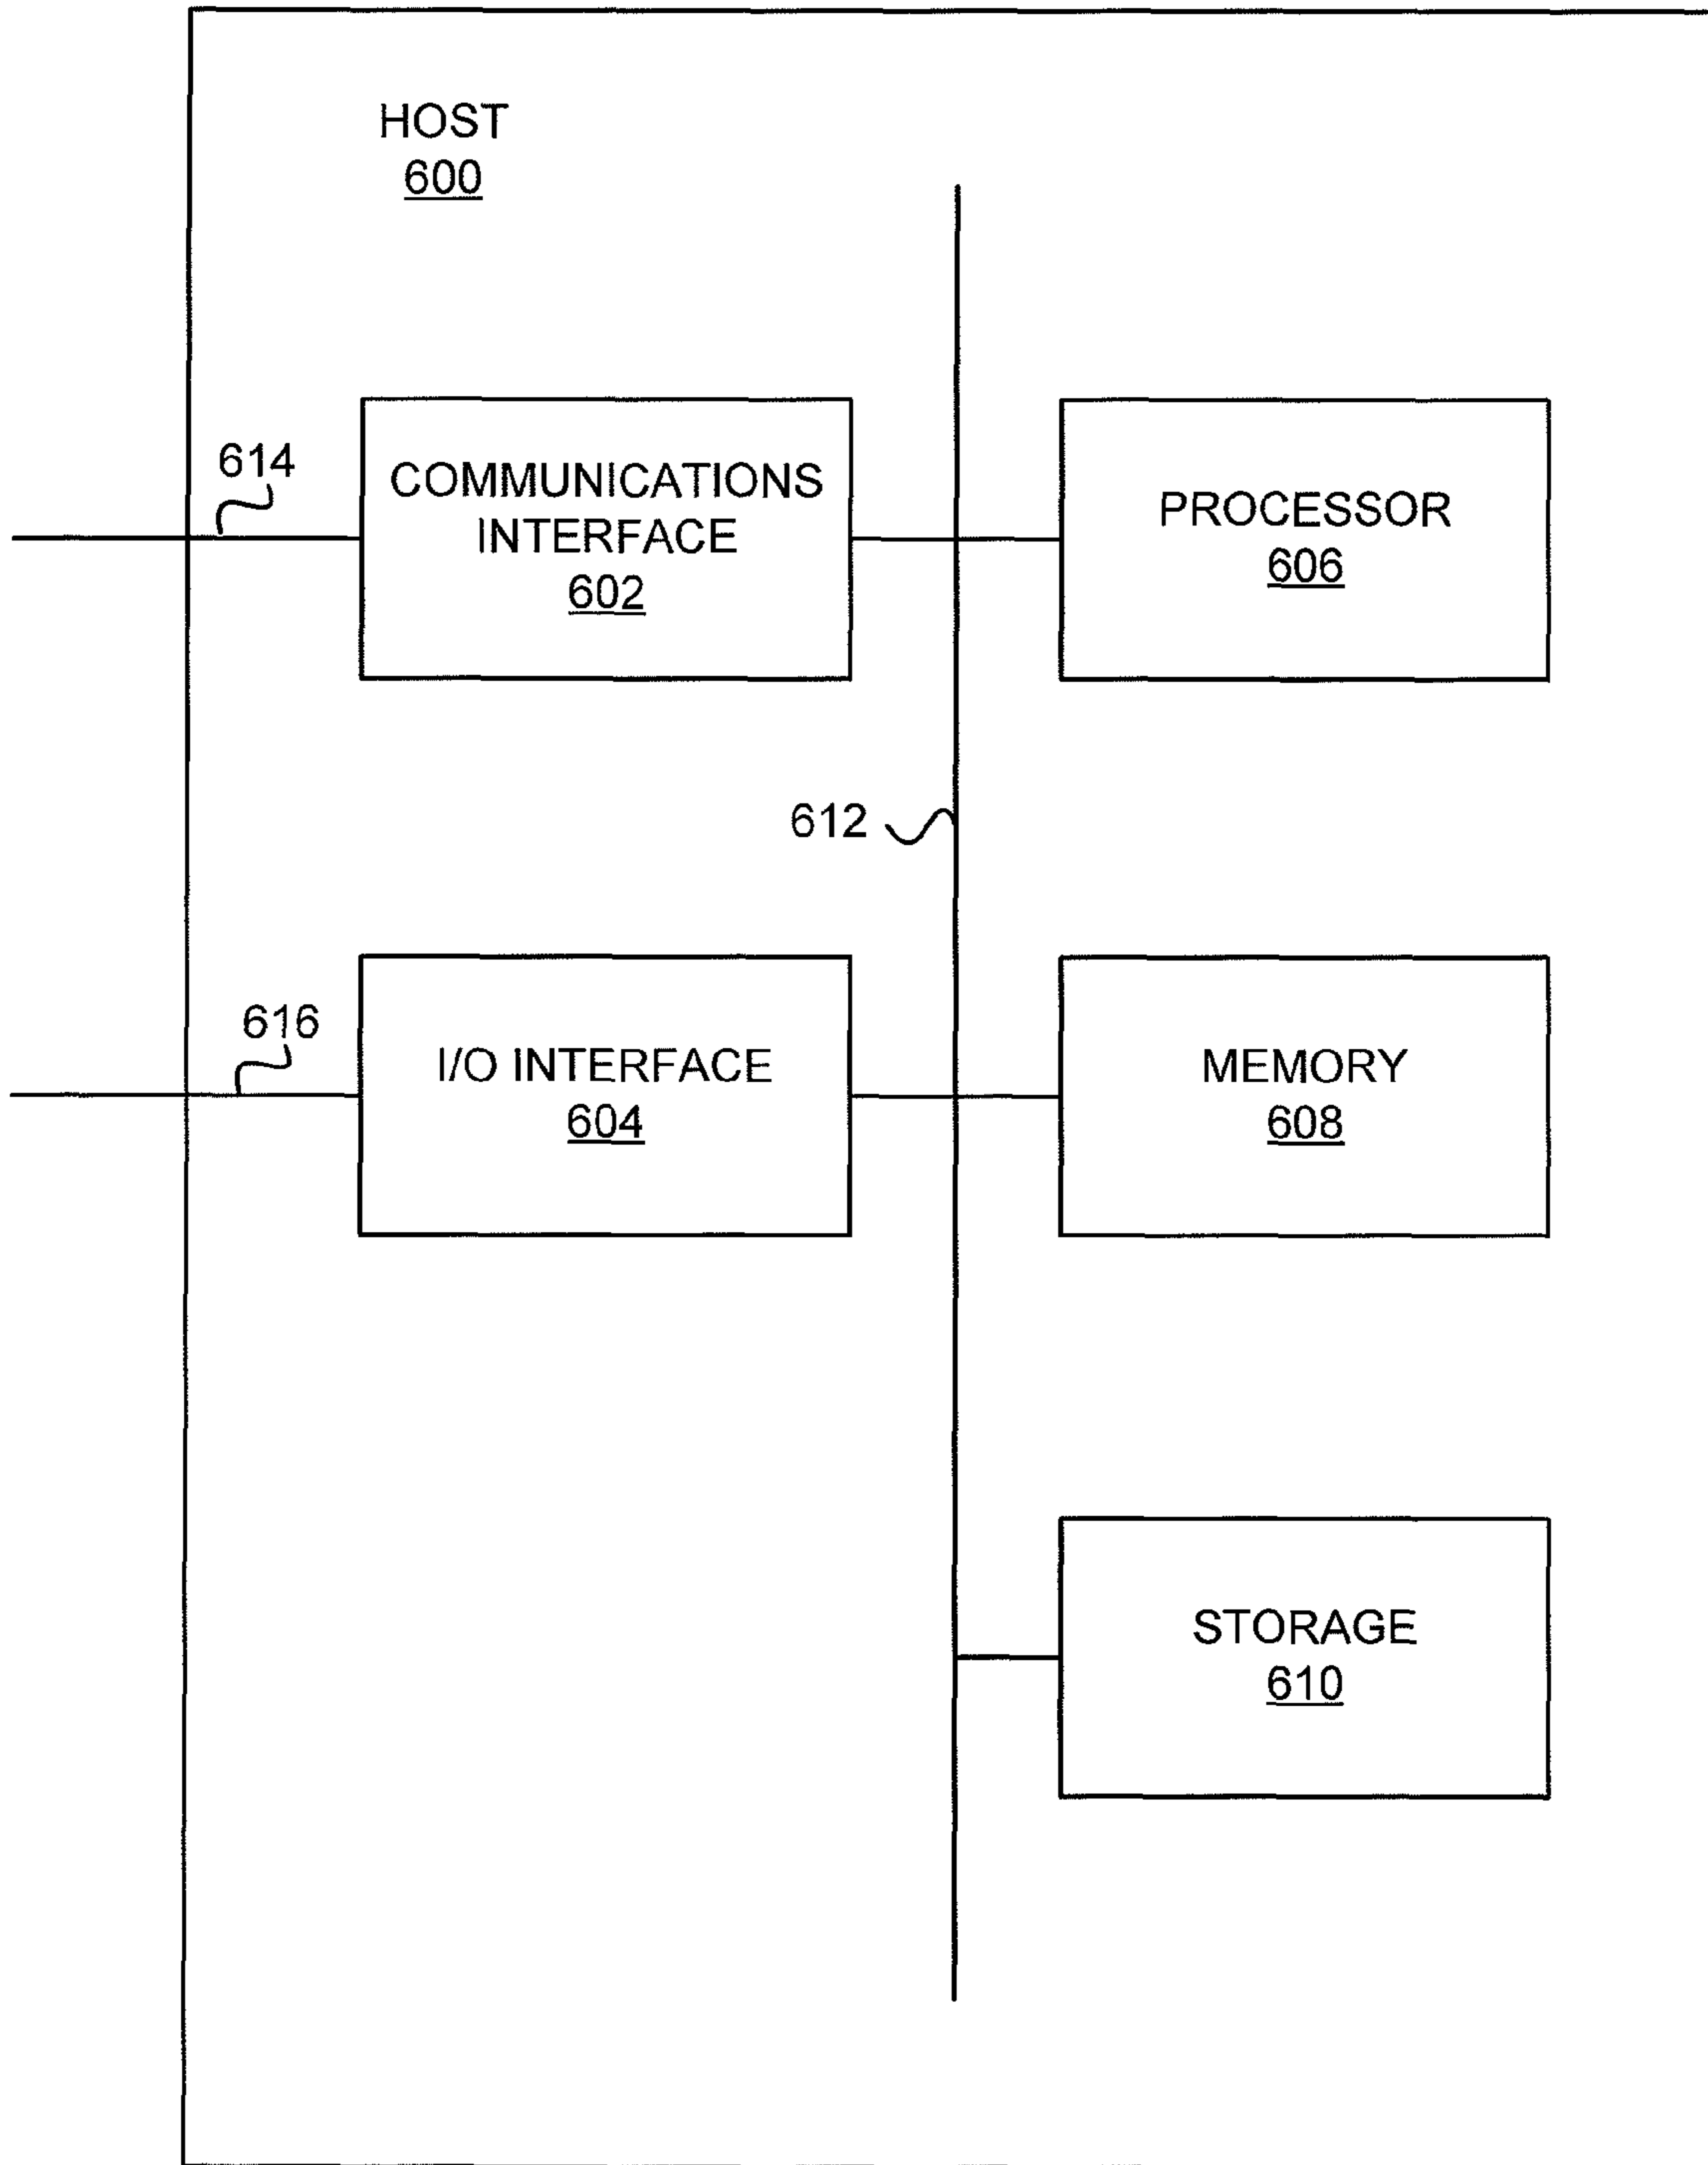 HOST
600
614
COMMUNICATIONS
INTERFACE
602
PROCESSOR
606
612
616
I/O INTERFACE
604
MEMORY
608
STORAGE
610